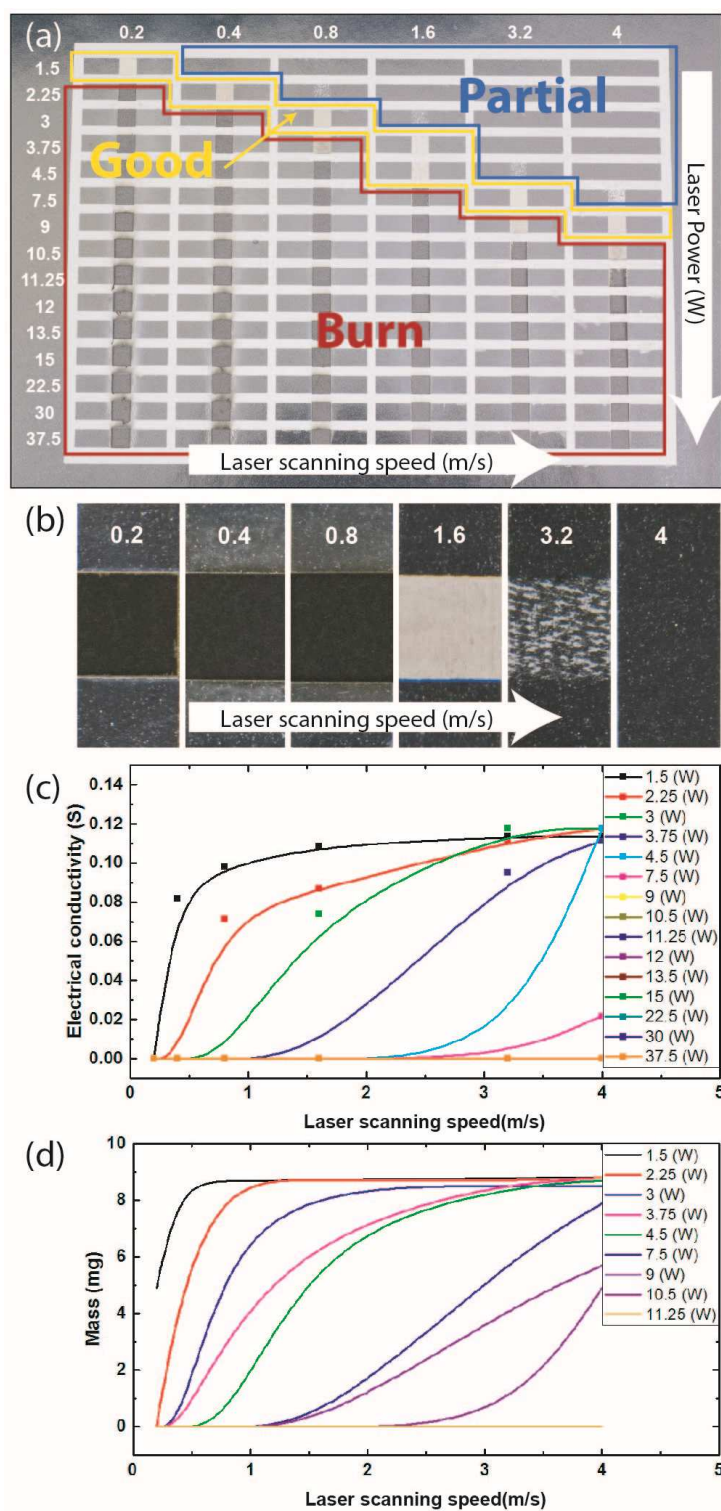 (a)
0.2 0.4 0.8 1.6 3.2 4
1.5
2.25
3
3.75
4.5
7.5
9
10.5
11.25
12
13.5
15
22.5
30
37.5
Partial
Good
Burn
Laser Power (W)
Laser scanning speed (m/s)
(b)
0.2 0.4 0.8 1.6 3.2 4
Laser scanning speed (m/s)
(c)
Electrical conductivity (S)
0.14
0.12
0.10
0.08
0.06
0.04
0.02
0.00
0 1 2 3 4 5
Laser scanning speed(m/s)
1.5 (W)
2.25 (W)
3 (W)
3.75 (W)
4.5 (W)
7.5 (W)
9 (W)
10.5 (W)
11.25 (W)
12 (W)
13.5 (W)
15 (W)
22.5 (W)
30 (W)
37.5 (W)
(d)
Mass (mg)
10
8
6
4
2
0
0 1 2 3 4 5
Laser scanning speed(m/s)
1.5 (W)
2.25 (W)
3 (W)
3.75 (W)
4.5 (W)
7.5 (W)
9 (W)
10.5 (W)
11.25 (W)